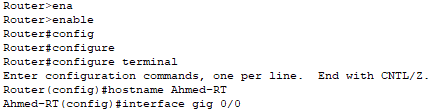 Router>ena
Router>enable
Router#config
Router#configure
Router#configure terminal
Enter configuration commands, one per line.  End with CNTL/Z.
Router(config)#hostname Ahmed-RT
Ahmed-RT(config)#interface gig 0/0